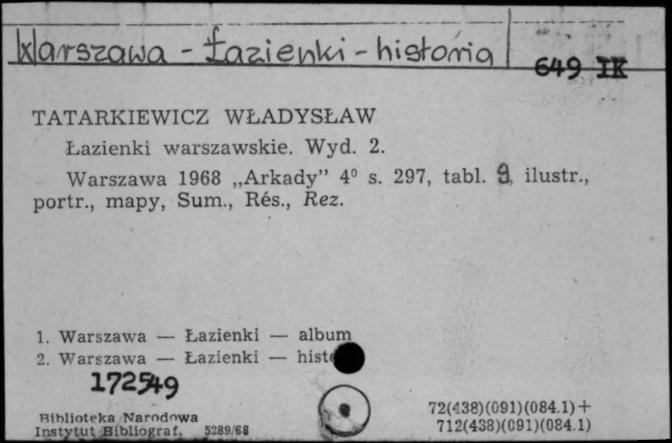 Warszawa - Łazienki - historia
649 IK
TATARKIEWICZ WŁADYSŁAW
Łazienki warszawskie. Wyd. 2.
Warszawa 1968 „Arkady” 4⁰ s. 297, tabl. 9, ilustr.,
portr., mapy, Sum., Rés., Rez.
1. Warszawa — Łazienki — album
2. Warszawa — Łazienki —
172549
Biblioteka Narodowa
Instytut Bibliograf. 5289/68
72(438)(091)(084.1)+
712(438)(091)(084.1)